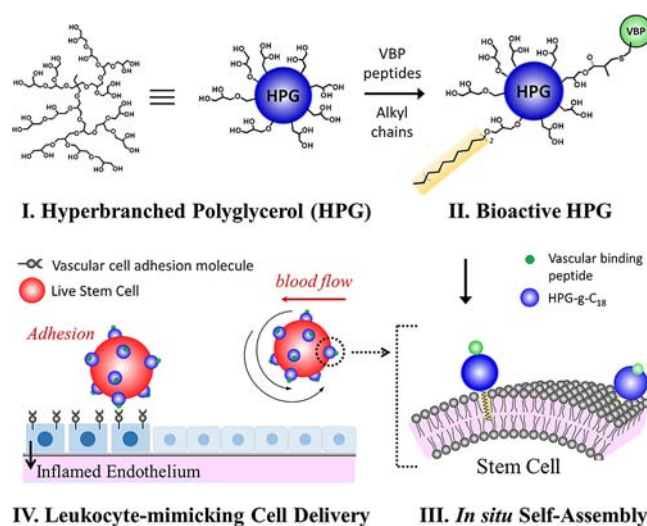 HPG
VBP
peptides
Alkyl
chains
HPG
VBP
I. Hyperbranched Polyglycerol (HPG)
II. Bioactive HPG
Vascular cell adhesion molecule
Live Stem Cell
blood flow
Adhesion
Vascular binding
peptide
HPG-g-C18
Inflamed Endothelium
Stem Cell
IV. Leukocyte-mimicking Cell Delivery
III. In situ Self-Assembly